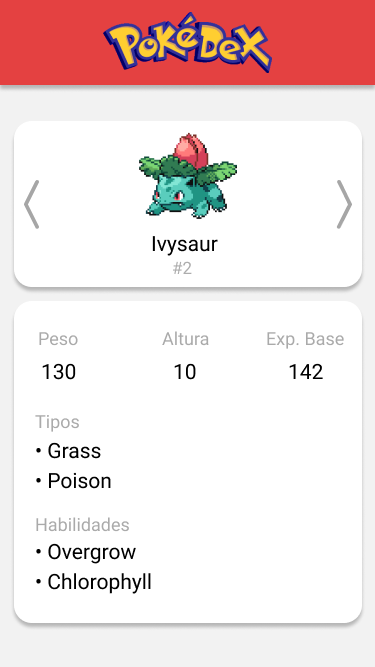 PokéDex
Ivysaur
#2
Peso Altura Exp. Base
130 10 142
Tipos
• Grass
• Poison
Habilidades
• Overgrow
• Chlorophyll